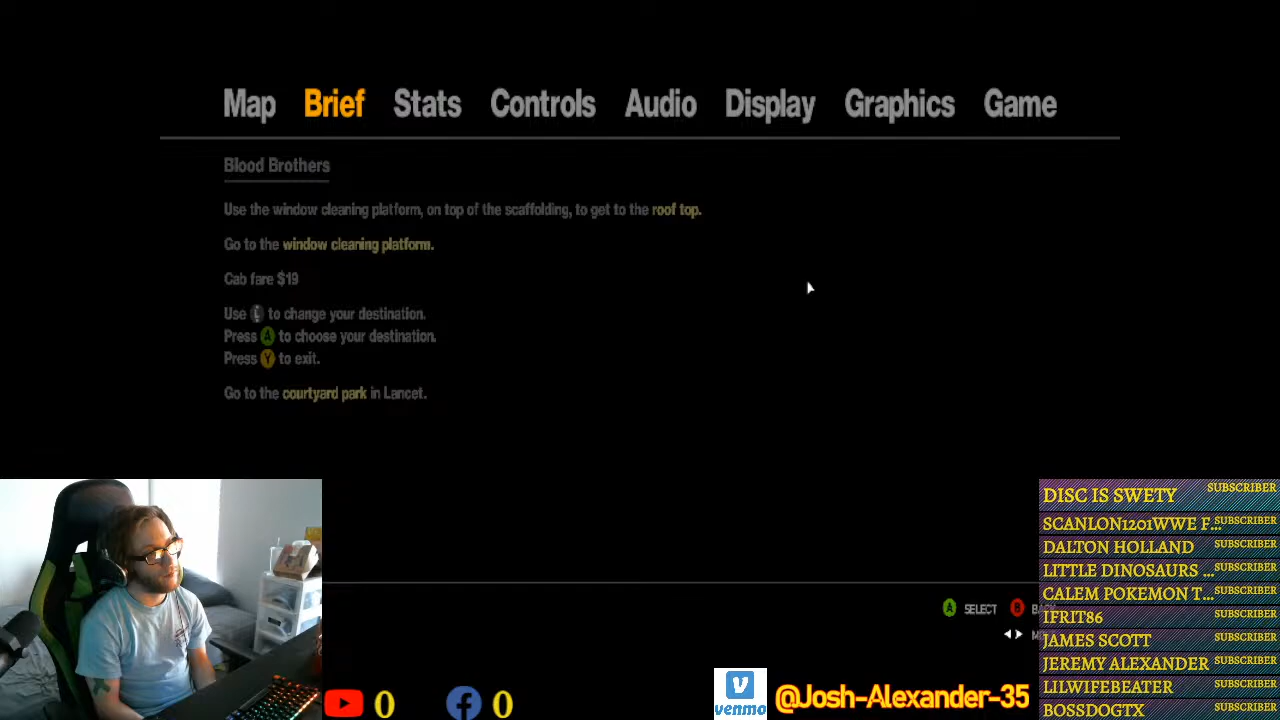 Map Brief Stats Controls Audio Display Graphics Game
Blood Brothers
Use the window cleaning platform, on top of the scaffolding, to get to the roof top.
Go to the window cleaning platform.
Cab fare $19
Use L to change your destination.
Press A to choose your destination.
Press Y to exit.
Go to the courtyard park in Lancet.
A SELECT B BACK
DISC IS SWETY SUBSCRIBER
SCANLON1201WWE F... SUBSCRIBER
DALTON HOLLAND SUBSCRIBER
LITTLE DINOSAURS ... SUBSCRIBER
CALEM POKEMON T... SUBSCRIBER
IFRIT86 SUBSCRIBER
JAMES SCOTT SUBSCRIBER
JEREMY ALEXANDER SUBSCRIBER
LILWIFEBEATER SUBSCRIBER
BOSSDOGTX SUBSCRIBER
0 0
venmo @Josh-Alexander-35